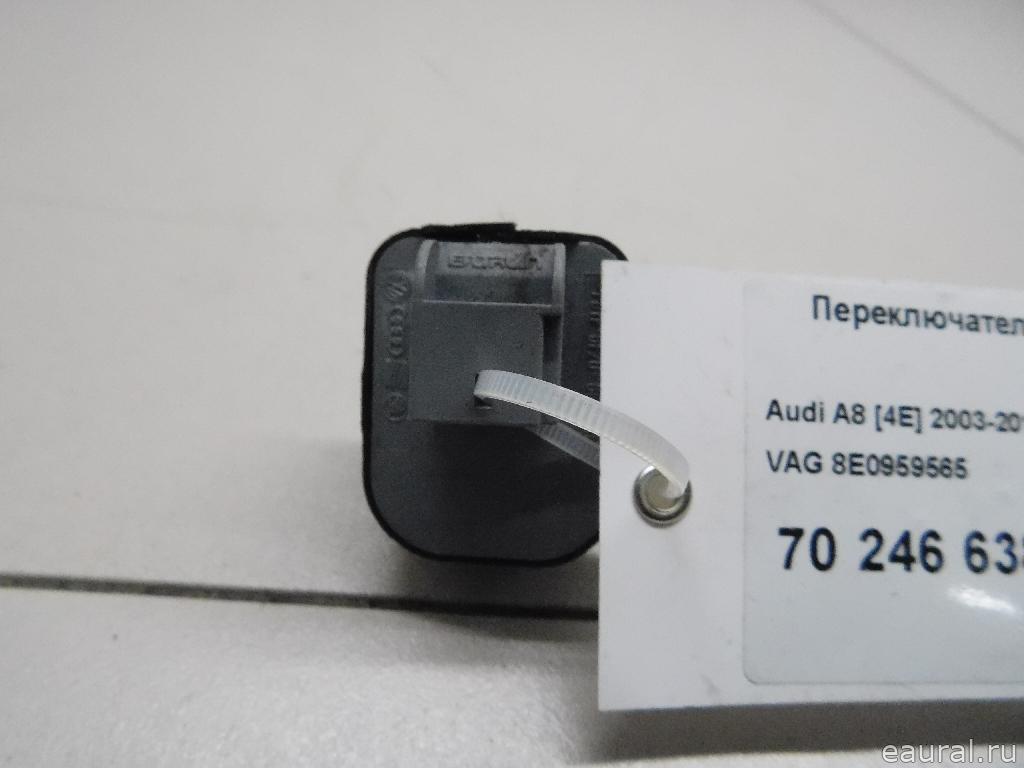 Переключател
Audi A8 [4E] 2003-20
VAG 8E0959565
70 246 63
eaural.ru